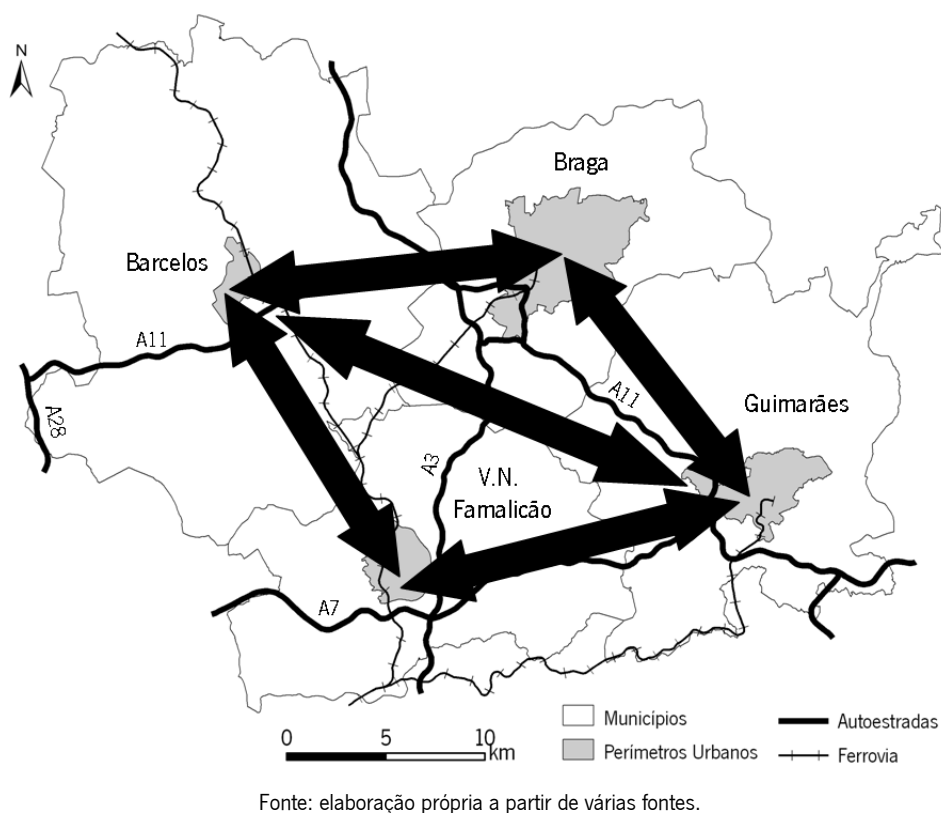 N
Braga
Barcelos
A11
A28
A11
Guimarães
A3
V.N.
Famalicão
A7
0 5 10
km
Municípios
Perímetros Urbanos
Autoestradas
Ferrovia
Fonte: elaboração própria a partir de várias fontes.